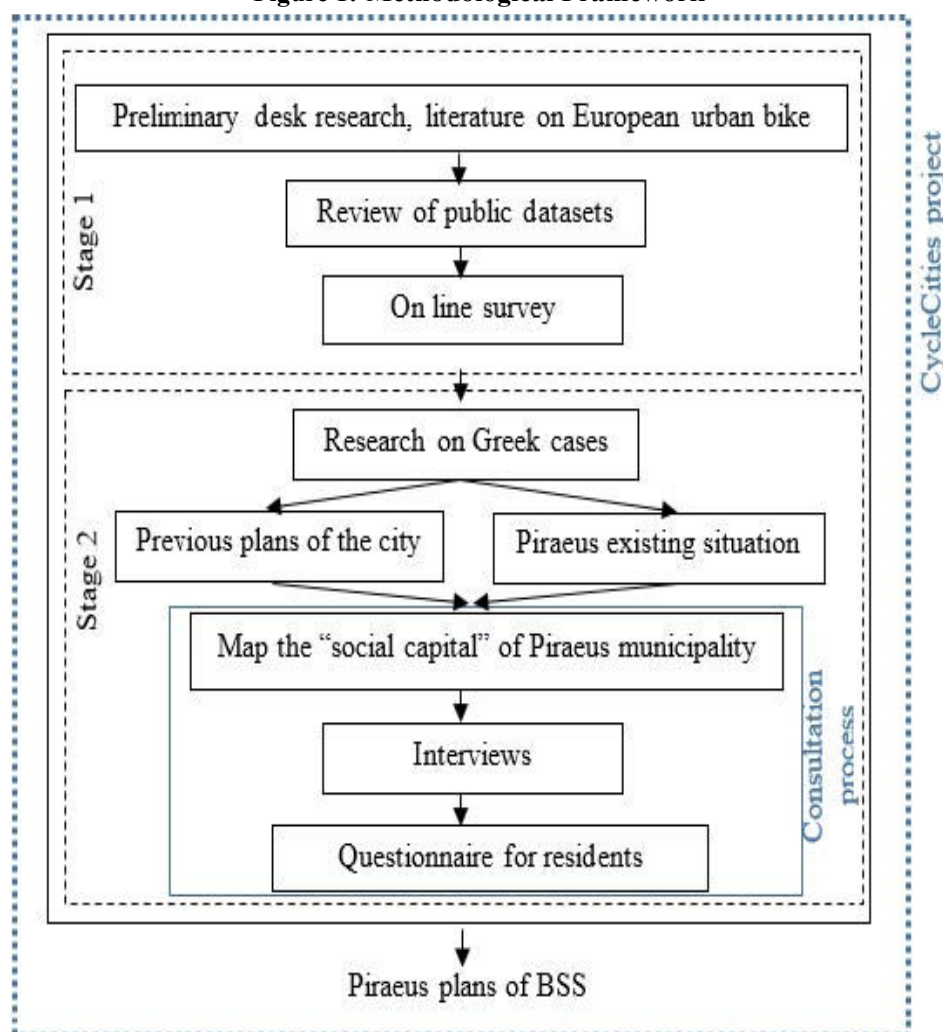 Figure 1: Methodological Framework
CycleCities project
Stage 1
Preliminary desk research, literature on European urban bike
Review of public datasets
On line survey
Stage 2
Research on Greek cases
Previous plans of the city
Piraeus existing situation
Consultation
process
Map the “social capital” of Piraeus municipality
Interviews
Questionnaire for residents
Piraeus plans of BSS